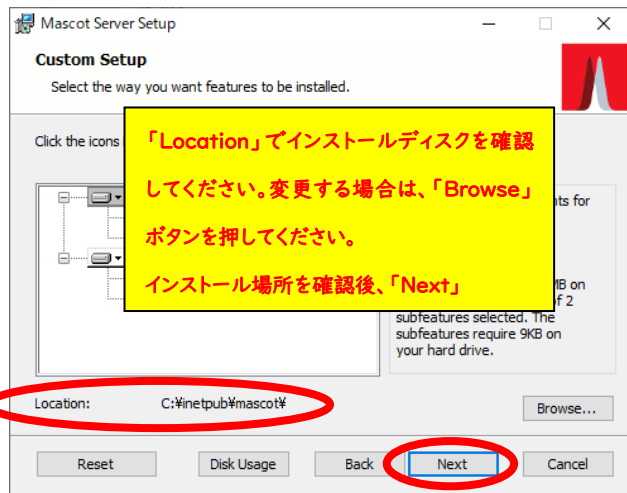 Mascot Server Setup
Custom Setup
Select the way you want features to be installed.
Click the icons
「Location」でインストールディスクを確認
してください。変更する場合は、「Browse」
ボタンを押してください。
インストール場所を確認後、「Next」
ts for
MB on
of 2
subfeatures selected. The
subfeatures require 9KB on
your hard drive.
Location: C:¥inetpub¥mascot¥
Browse...
Reset Disk Usage Back Next Cancel